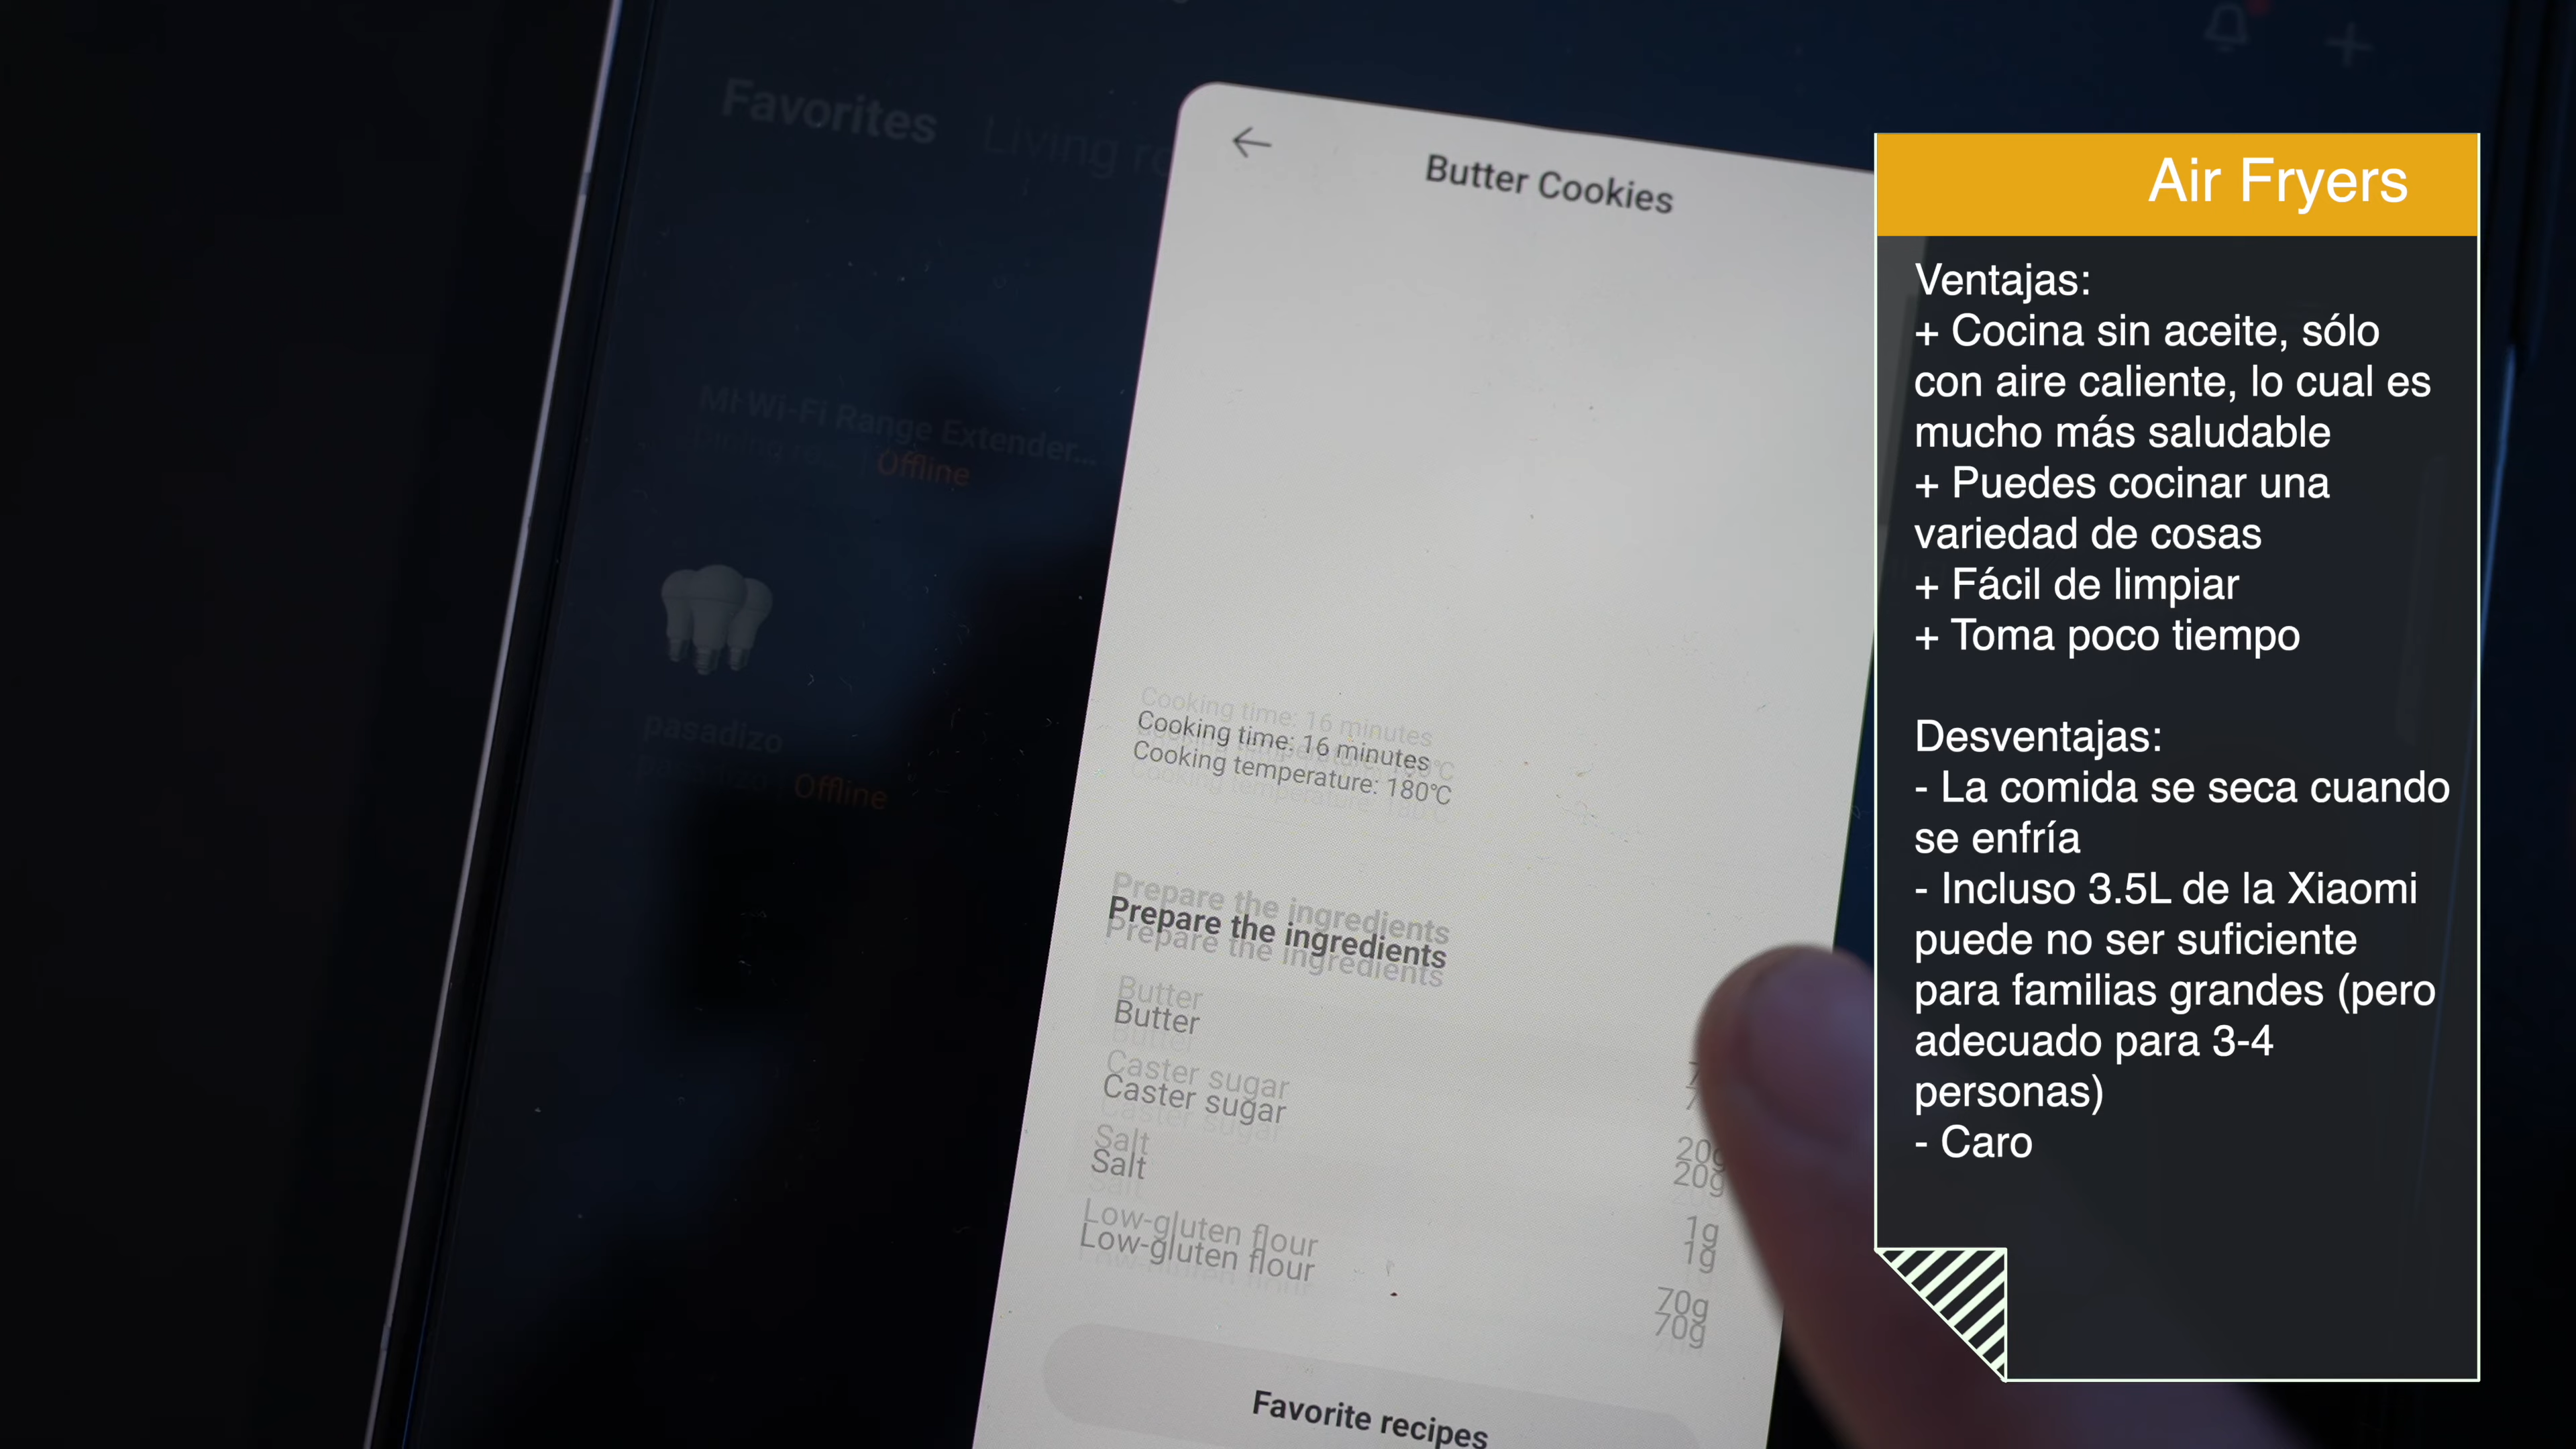 Favorites
Wi-Fi Range Extender...
Offline
pasadizo
Offline
Butter Cookies
Cooking time: 16 minutes
Cooking temperature: 180℃
Prepare the ingredients
Butter
Caster sugar 20g
Salt 1g
Low-gluten flour 70g
Favorite recipes
Air Fryers
Ventajas:
+ Cocina sin aceite, sólo
con aire caliente, lo cual es
mucho más saludable
+ Puedes cocinar una
variedad de cosas
+ Fácil de limpiar
+ Toma poco tiempo
Desventajas:
- La comida se seca cuando
se enfría
- Incluso 3.5L de la Xiaomi
puede no ser suficiente
para familias grandes (pero
adecuado para 3-4
personas)
- Caro